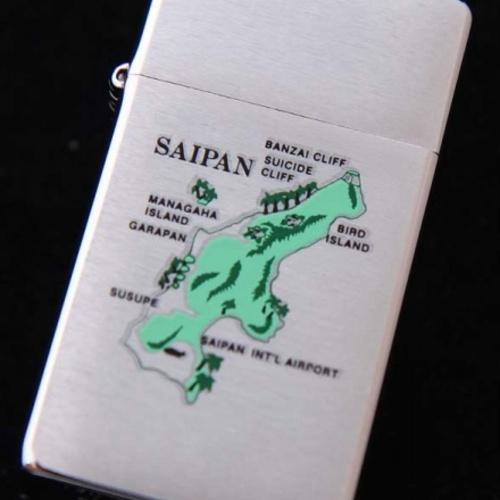 SAIPAN
BANZAI CLIFF
SUICIDE
CLIFF
MANAGAHA
ISLAND
GARAPAN
BIRD
ISLAND
SUSUPE
SAIPAN INT'L AIRPORT